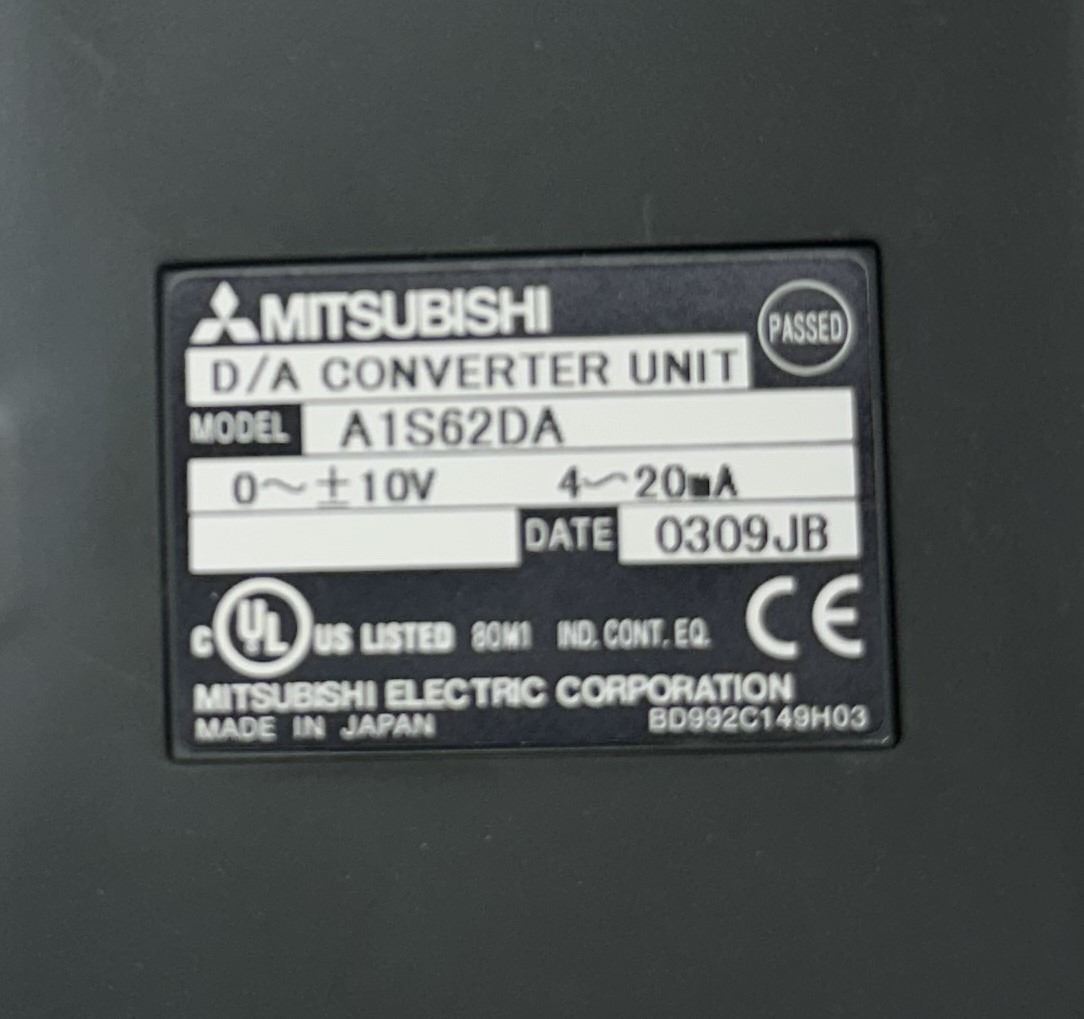 MITSUBISHI
PASSED
D/A CONVERTER UNIT
MODEL A1S62DA
0～±10V 4～20mA
DATE 0309JB
C UL US LISTED 80M1 IND. CONT. EQ. CE
MITSUBISHI ELECTRIC CORPORATION
MADE IN JAPAN BD992C149H03